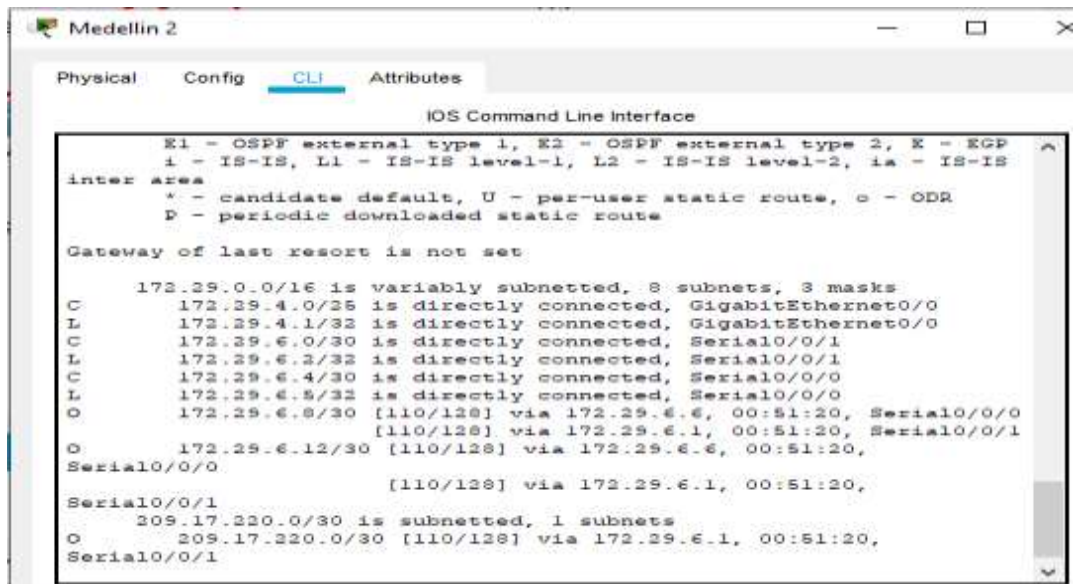 Medellin 2
Physical Config CLI Attributes
IOS Command Line Interface
E1 - OSPF external type 1, E2 - OSPF external type 2, E - EGP
i - IS-IS, L1 - IS-IS level-1, L2 - IS-IS level-2, ia - IS-IS
inter area
* - candidate default, U - per-user static route, o - ODR
P - periodic downloaded static route
Gateway of last resort is not set
172.29.0.0/16 is variably subnetted, 8 subnets, 3 masks
C 172.29.4.0/25 is directly connected, GigabitEthernet0/0
L 172.29.4.1/32 is directly connected, GigabitEthernet0/0
C 172.29.6.0/30 is directly connected, Serial0/0/1
L 172.29.6.2/32 is directly connected, Serial0/0/1
C 172.29.6.4/30 is directly connected, Serial0/0/0
L 172.29.6.5/32 is directly connected, Serial0/0/0
O 172.29.6.8/30 [110/128] via 172.29.6.6, 00:51:20, Serial0/0/0
[110/128] via 172.29.6.1, 00:51:20, Serial0/0/1
O 172.29.6.12/30 [110/128] via 172.29.6.6, 00:51:20,
Serial0/0/0
[110/128] via 172.29.6.1, 00:51:20,
Serial0/0/1
209.17.220.0/30 is subnetted, 1 subnets
O 209.17.220.0/30 [110/128] via 172.29.6.1, 00:51:20,
Serial0/0/1